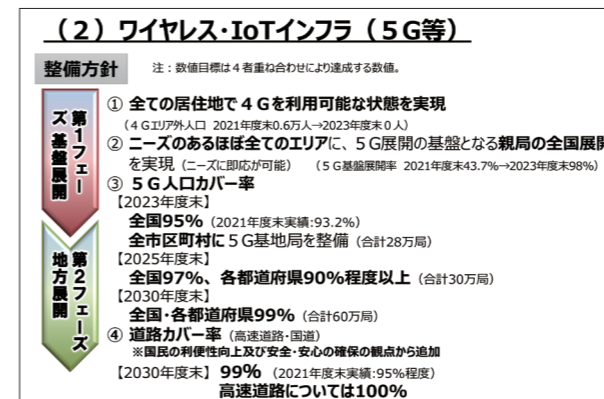 （２）ワイヤレス・IoTインフラ（５G等）
整備方針
注：数値目標は４者重ね合わせにより達成する数値。
第１フェーズ 基盤展開
① 全ての居住地で４Ｇを利用可能な状態を実現
（４Ｇエリア外人口 2021年度末0.6万人→2023年度末０人）
② ニーズのあるほぼ全てのエリアに、５Ｇ展開の基盤となる親局の全国展開
を実現（ニーズに即応が可能）　（５Ｇ基盤展開率 2021年度末43.7%→2023年度末98%）
③ ５Ｇ人口カバー率
【2023年度末】
全国95%（2021年度末実績:93.2%）
全市区町村に５Ｇ基地局を整備（合計28万局）
第２フェーズ 地方展開
【2025年度末】
全国97%、各都道府県90%程度以上（合計30万局）
【2030年度末】
全国・各都道府県99%（合計60万局）
④ 道路カバー率（高速道路・国道）
※国民の利便性向上及び安全・安心の確保の観点から追加
【2030年度末】99%（2021年度末実績:95%程度）
高速道路については100%